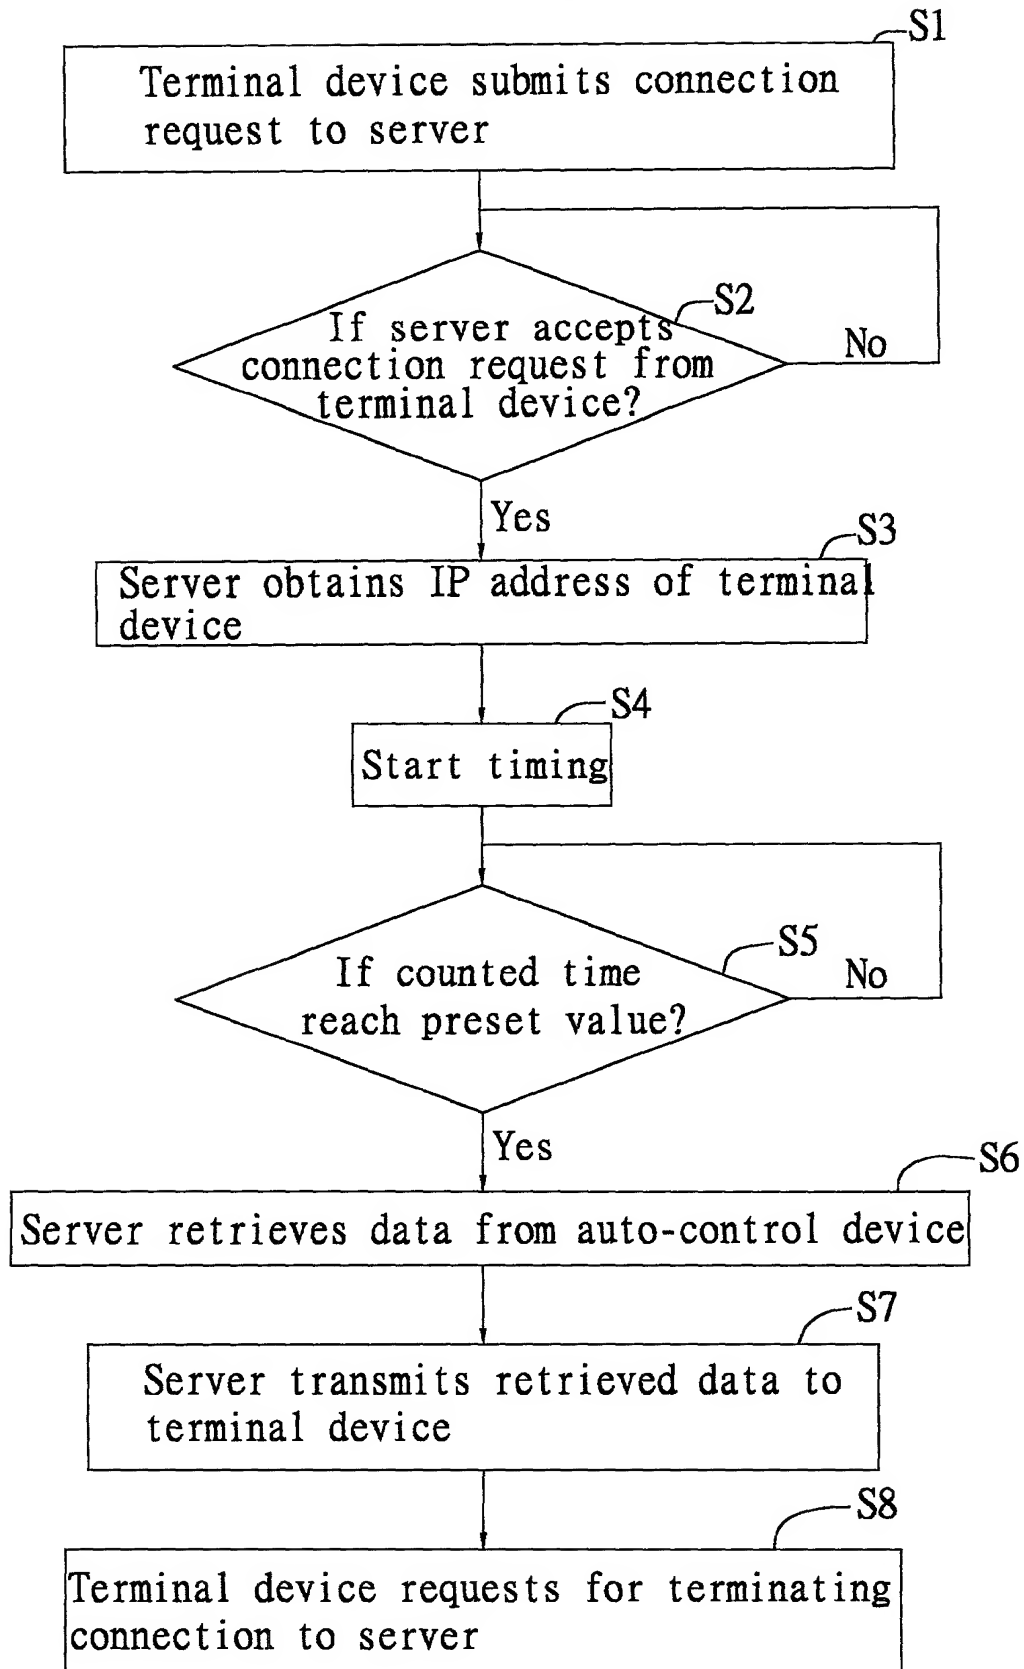 S1
Terminal device submits connection
request to server
S2
If server accepts
connection request from
terminal device?
No
Yes
S3
Server obtains IP address of terminal
device
S4
Start timing
S5
If counted time
reach preset value?
No
Yes
S6
Server retrieves data from auto-control device
S7
Server transmits retrieved data to
terminal device
S8
Terminal device requests for terminating
connection to server